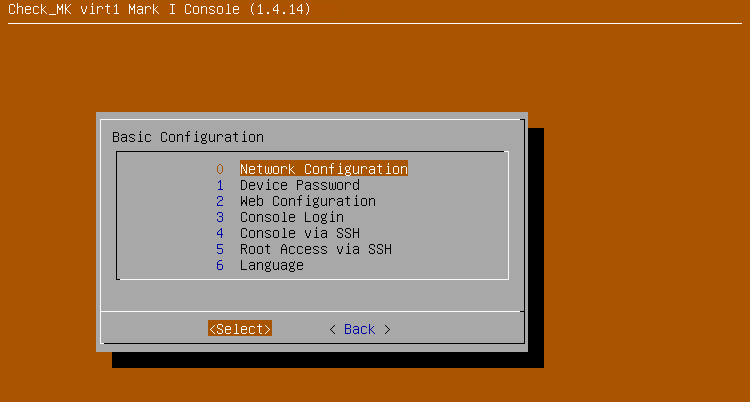 Check_MK virt1 Mark I Console (1.4.14)
Basic Configuration
0 Network Configuration
1 Device Password
2 Web Configuration
3 Console Login
4 Console via SSH
5 Root Access via SSH
6 Language
<Select> < Back >